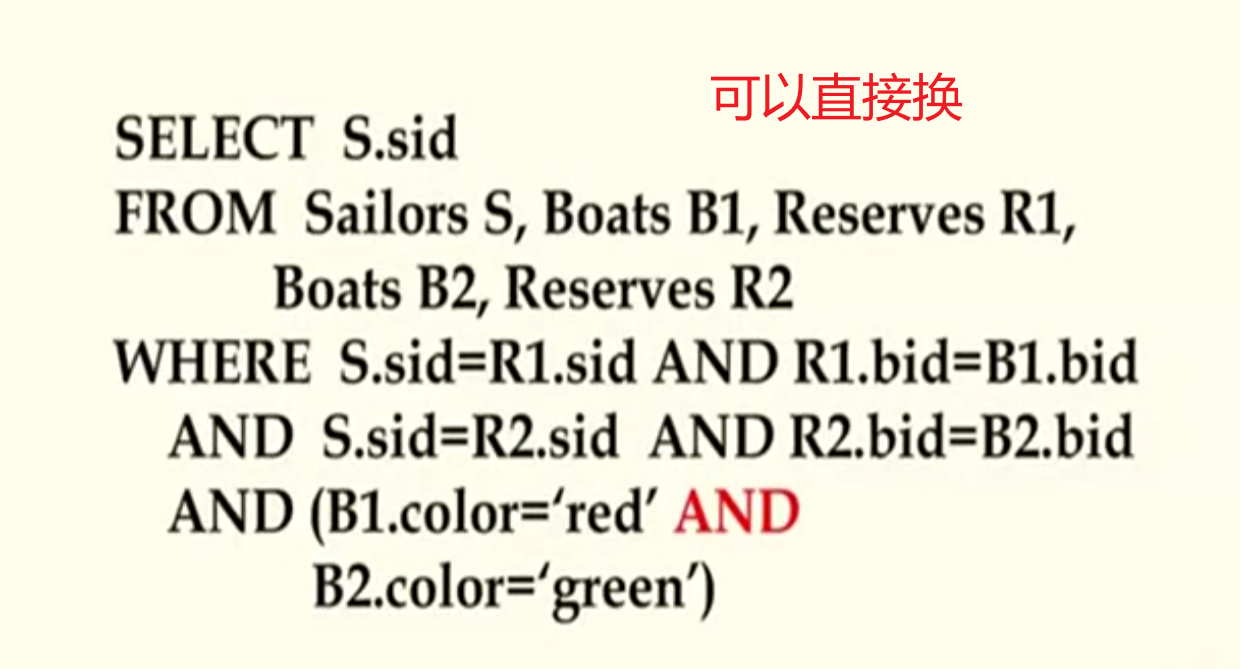 可以直接换
SELECT S.sid
FROM Sailors S, Boats B1, Reserves R1,
Boats B2, Reserves R2
WHERE S.sid=R1.sid AND R1.bid=B1.bid
AND S.sid=R2.sid AND R2.bid=B2.bid
AND (B1.color=‘red’ AND
B2.color=‘green’)